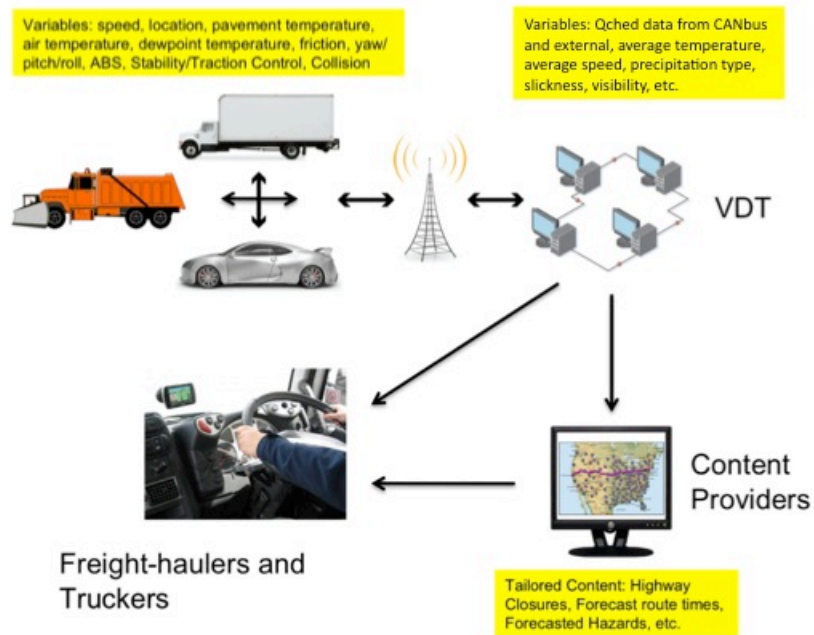 Variables: speed, location, pavement temperature,
air temperature, dewpoint temperature, friction, yaw/
pitch/roll, ABS, Stability/Traction Control, Collision
Variables: Qched data from CANbus
and external, average temperature,
average speed, precipitation type,
slickness, visibility, etc.
VDT
Content
Providers
Freight-haulers and
Truckers
Tailored Content: Highway
Closures, Forecast route times,
Forecasted Hazards, etc.